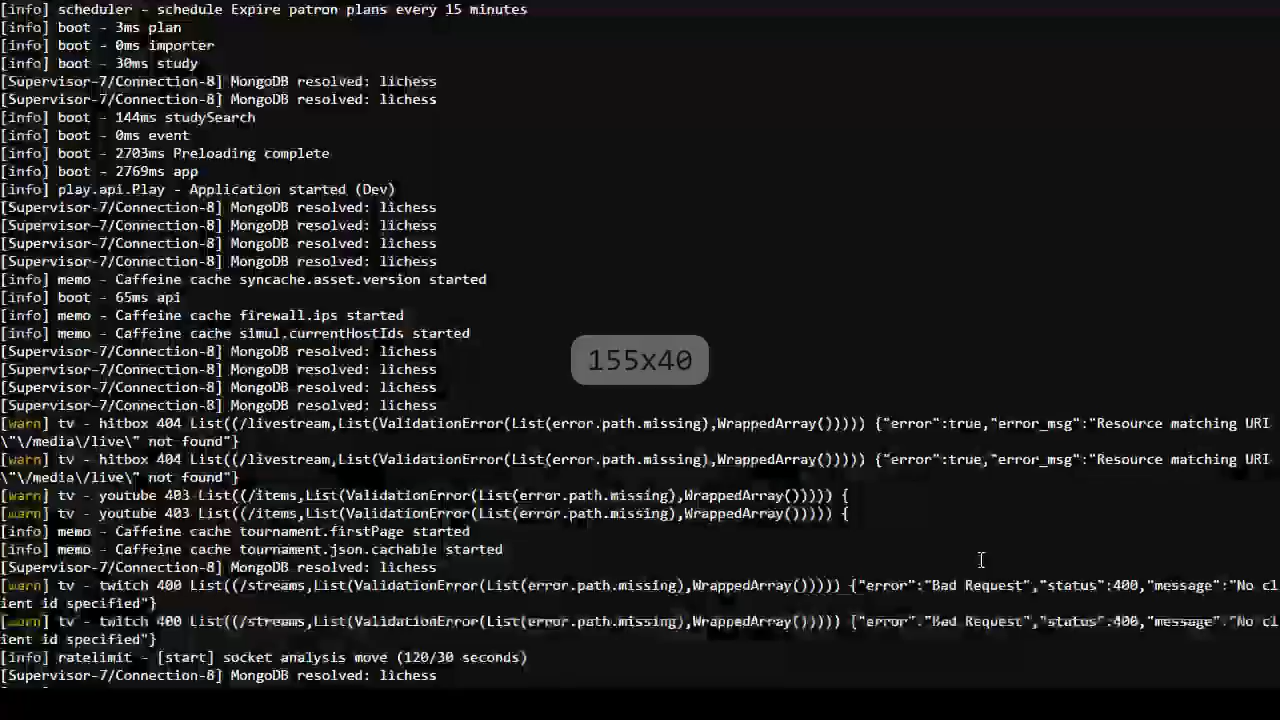 [info] scheduler - schedule Expire patron plans every 15 minutes
[info] boot - 3ms plan
[info] boot - 0ms importer
[info] boot - 30ms study
[Supervisor-7/Connection-8] MongoDB resolved: lichess
[Supervisor-7/Connection-8] MongoDB resolved: lichess
[info] boot - 144ms studySearch
[info] boot - 0ms event
[info] boot - 2703ms Preloading complete
[info] boot - 2769ms app
[info] play.api.Play - Application started (Dev)
[Supervisor-7/Connection-8] MongoDB resolved: lichess
[Supervisor-7/Connection-8] MongoDB resolved: lichess
[Supervisor-7/Connection-8] MongoDB resolved: lichess
[Supervisor-7/Connection-8] MongoDB resolved: lichess
[info] memo - Caffeine cache syncache.asset.version started
[info] boot - 65ms api
[info] memo - Caffeine cache firewall.ips started
[info] memo - Caffeine cache simul.currentHostIds started
[Supervisor-7/Connection-8] MongoDB resolved: lichess
155x40
[Supervisor-7/Connection-8] MongoDB resolved: lichess
[Supervisor-7/Connection-8] MongoDB resolved: lichess
[Supervisor-7/Connection-8] MongoDB resolved: lichess
[warn] tv - hitbox 404 List((/livestream,List(ValidationError(List(error.path.missing),WrappedArray())))) {"error":true,"error_msg":"Resource matching URI
\"\/media\/live\" not found"}
[warn] tv - hitbox 404 List((/livestream,List(ValidationError(List(error.path.missing),WrappedArray())))) {"error":true,"error_msg":"Resource matching URI
\"\/media\/live\" not found"}
[warn] tv - youtube 403 List((/items,List(ValidationError(List(error.path.missing),WrappedArray())))) {
[warn] tv - youtube 403 List((/items,List(ValidationError(List(error.path.missing),WrappedArray())))) {
[info] memo - Caffeine cache tournament.firstPage started
[info] memo - Caffeine cache tournament.json.cachable started
[Supervisor-7/Connection-8] MongoDB resolved: lichess
[warn] tv - twitch 400 List((/streams,List(ValidationError(List(error.path.missing),WrappedArray())))) {"error":"Bad Request","status":400,"message":"No cl
ient id specified"}
[warn] tv - twitch 400 List((/streams,List(ValidationError(List(error.path.missing),WrappedArray())))) {"error":"Bad Request","status":400,"message":"No cl
ient id specified"}
[info] ratelimit - [start] socket analysis move (120/30 seconds)
[Supervisor-7/Connection-8] MongoDB resolved: lichess